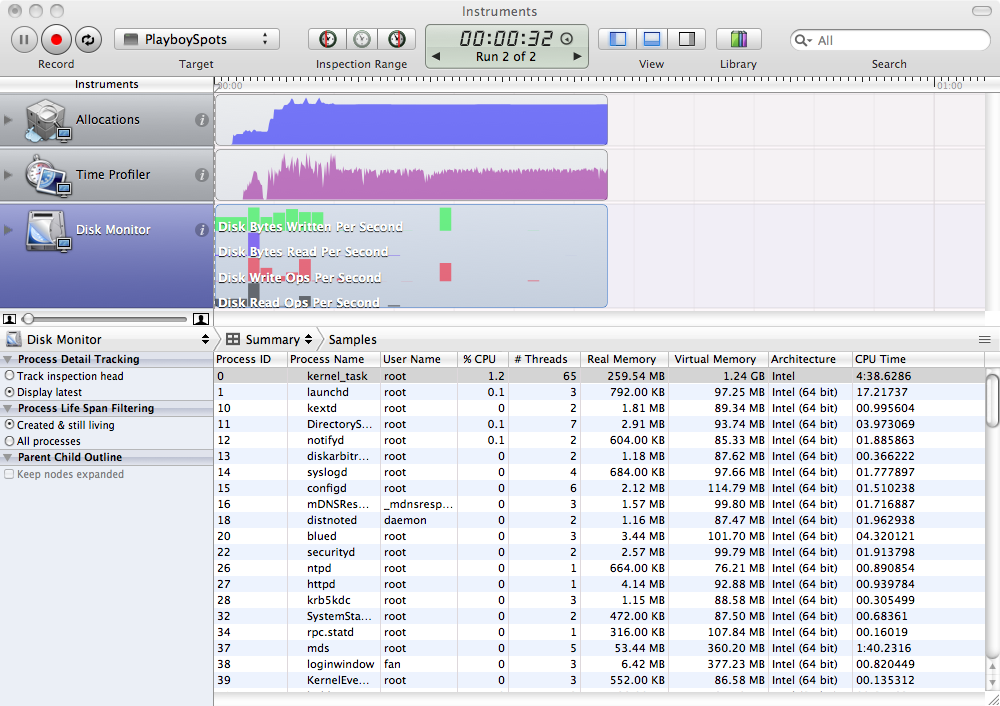 Instruments
PlayboySpots
00:00:32
Run 2 of 2
All
Record Target Inspection Range View Library Search
Instruments 00:00 01:00
Allocations
Time Profiler
Disk Monitor
Disk Bytes Written Per Second
Disk Bytes Read Per Second
Disk Write Ops Per Second
Disk Read Ops Per Second
Disk Monitor Summary Samples
Process Detail Tracking
Track inspection head
Display latest
Process Life Span Filtering
Created & still living
All processes
Parent Child Outline
Keep nodes expanded
Process ID Process Name User Name % CPU # Threads Real Memory Virtual Memory Architecture CPU Time
0 kernel_task root 1.2 65 259.54 MB 1.24 GB Intel 4:38.6286
1 launchd root 0.1 3 792.00 KB 97.25 MB Intel (64 bit) 17.21737
10 kextd root 0 2 1.81 MB 89.34 MB Intel (64 bit) 00.995604
11 DirectoryS... root 0.1 7 2.91 MB 93.74 MB Intel (64 bit) 03.973069
12 notifyd root 0.1 2 604.00 KB 85.33 MB Intel (64 bit) 01.885863
13 diskarbitr... root 0 2 1.18 MB 87.62 MB Intel (64 bit) 00.366222
14 syslogd root 0 4 684.00 KB 97.66 MB Intel (64 bit) 01.777897
15 configd root 0 6 2.12 MB 114.79 MB Intel (64 bit) 01.510238
16 mDNSRes... _mdnsresp... 0 3 1.57 MB 99.80 MB Intel (64 bit) 01.716887
18 distnoted daemon 0 2 1.16 MB 87.47 MB Intel (64 bit) 01.962938
20 blued root 0 3 3.44 MB 101.70 MB Intel (64 bit) 04.320121
22 securityd root 0 2 2.57 MB 99.79 MB Intel (64 bit) 01.913798
26 ntpd root 0 1 664.00 KB 76.21 MB Intel (64 bit) 00.890854
27 httpd root 0 1 4.14 MB 92.88 MB Intel (64 bit) 00.939784
28 krb5kdc root 0 3 1.15 MB 88.58 MB Intel (64 bit) 00.305499
32 SystemSta... root 0 2 472.00 KB 87.50 MB Intel (64 bit) 00.68361
34 rpc.statd root 0 1 316.00 KB 107.84 MB Intel (64 bit) 00.16019
37 mds root 0 5 53.44 MB 360.20 MB Intel (64 bit) 1:40.2316
38 loginwindow fan 0 3 6.42 MB 377.23 MB Intel (64 bit) 00.820449
39 KernelEve... root 0 3 552.00 KB 86.58 MB Intel (64 bit) 00.135312